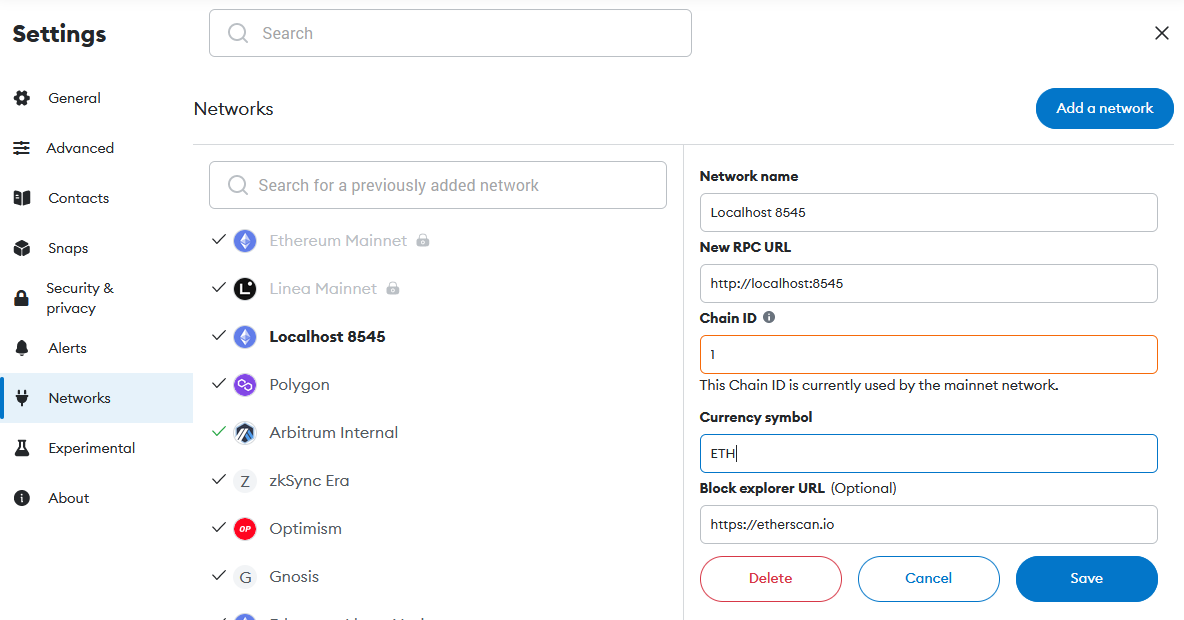 Settings
Search
General
Advanced
Contacts
Snaps
Security &
privacy
Alerts
Networks
Experimental
About
Networks
Add a network
Search for a previously added network
Ethereum Mainnet
L
Linea Mainnet
Localhost 8545
Polygon
Arbitrum Internal
Z
zkSync Era
OP
Optimism
G
Gnosis
Network name
Localhost 8545
New RPC URL
http://localhost:8545
Chain ID
1
This Chain ID is currently used by the mainnet network.
Currency symbol
ETH
Block explorer URL (Optional)
https://etherscan.io
Delete
Cancel
Save